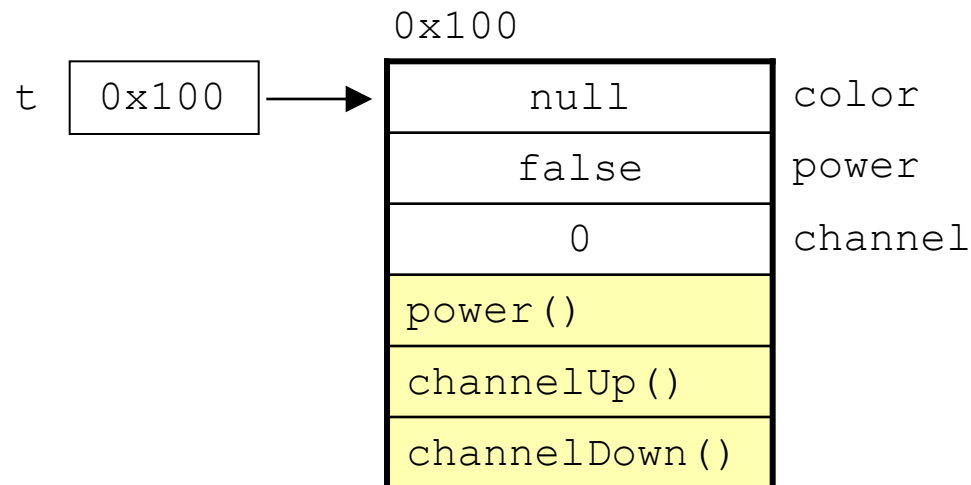 0x100
t 0x100 null color
false power
0 channel
power()
channelUp()
channelDown()